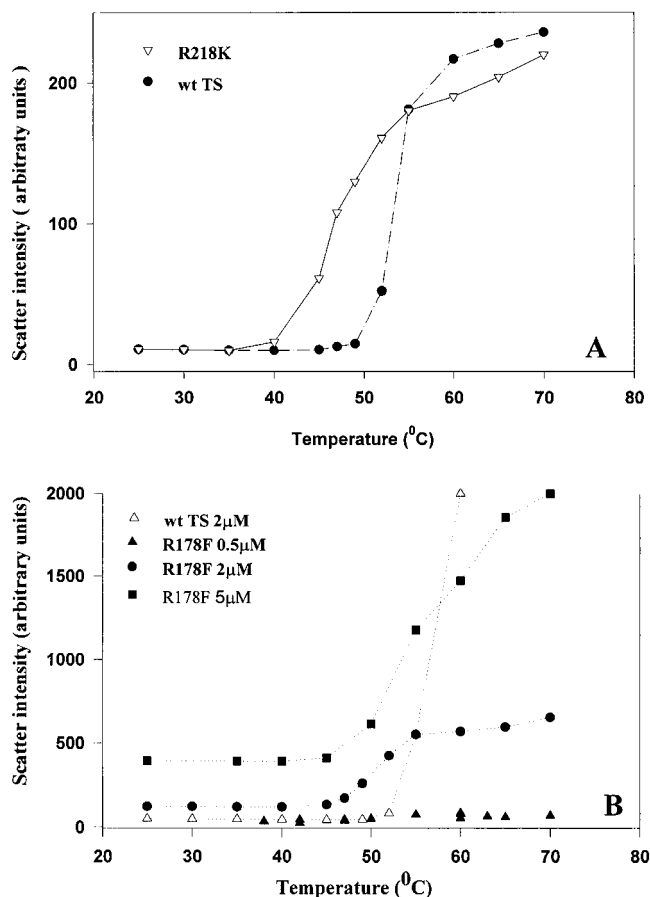 R218K
wt TS
200
100
0
Scatter intensity ( arbitraty units)
20 30 40 50 60 70 80
A
Temperature (⁰C)
2000
1500
1000
500
0
Scatter intensity (arbitrary units)
wt TS 2μM
R178F 0.5μM
R178F 2μM
R178F 5μM
B
20 30 40 50 60 70 80
Temperature (⁰C)